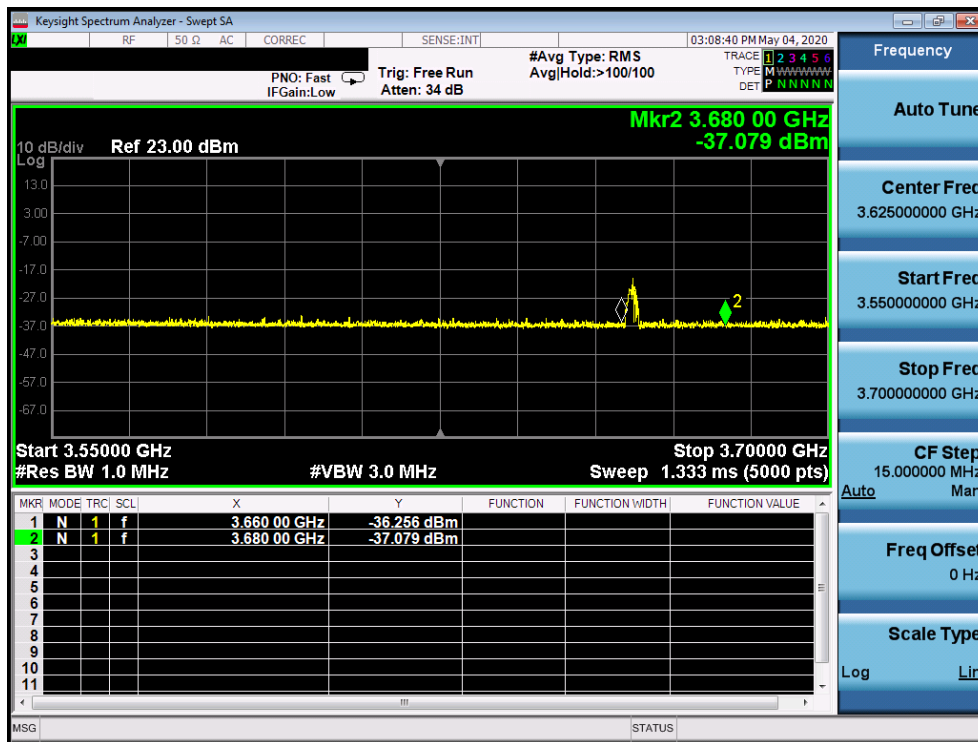 Keysight Spectrum Analyzer - Swept SA
LXI RF 50 Ω AC CORREC SENSE:INT 03:08:40 PM May 04, 2020
#Avg Type: RMS TRACE 1 2 3 4 5 6
PNO: Fast Trig: Free Run Avg|Hold:>100/100 TYPE M WWWWW
IFGain:Low Atten: 34 dB DET P N N N N N
Mkr2 3.680 00 GHz
-37.079 dBm
10 dB/div Ref 23.00 dBm
Log
13.0
3.00
-7.00
-17.0
-27.0
2
-37.0
-47.0
-57.0
-67.0
Start 3.55000 GHz Stop 3.70000 GHz
#Res BW 1.0 MHz #VBW 3.0 MHz Sweep 1.333 ms (5000 pts)
MKR MODE TRC SCL X Y FUNCTION FUNCTION WIDTH FUNCTION VALUE
1 N 1 f 3.660 00 GHz -36.256 dBm
2 N 1 f 3.680 00 GHz -37.079 dBm
3
4
5
6
7
8
9
10
11
MSG STATUS
Frequency
Auto Tune
Center Freq
3.625000000 GHz
Start Freq
3.550000000 GHz
Stop Freq
3.700000000 GHz
CF Step
15.000000 MHz
Auto Man
Freq Offset
0 Hz
Scale Type
Log Lin